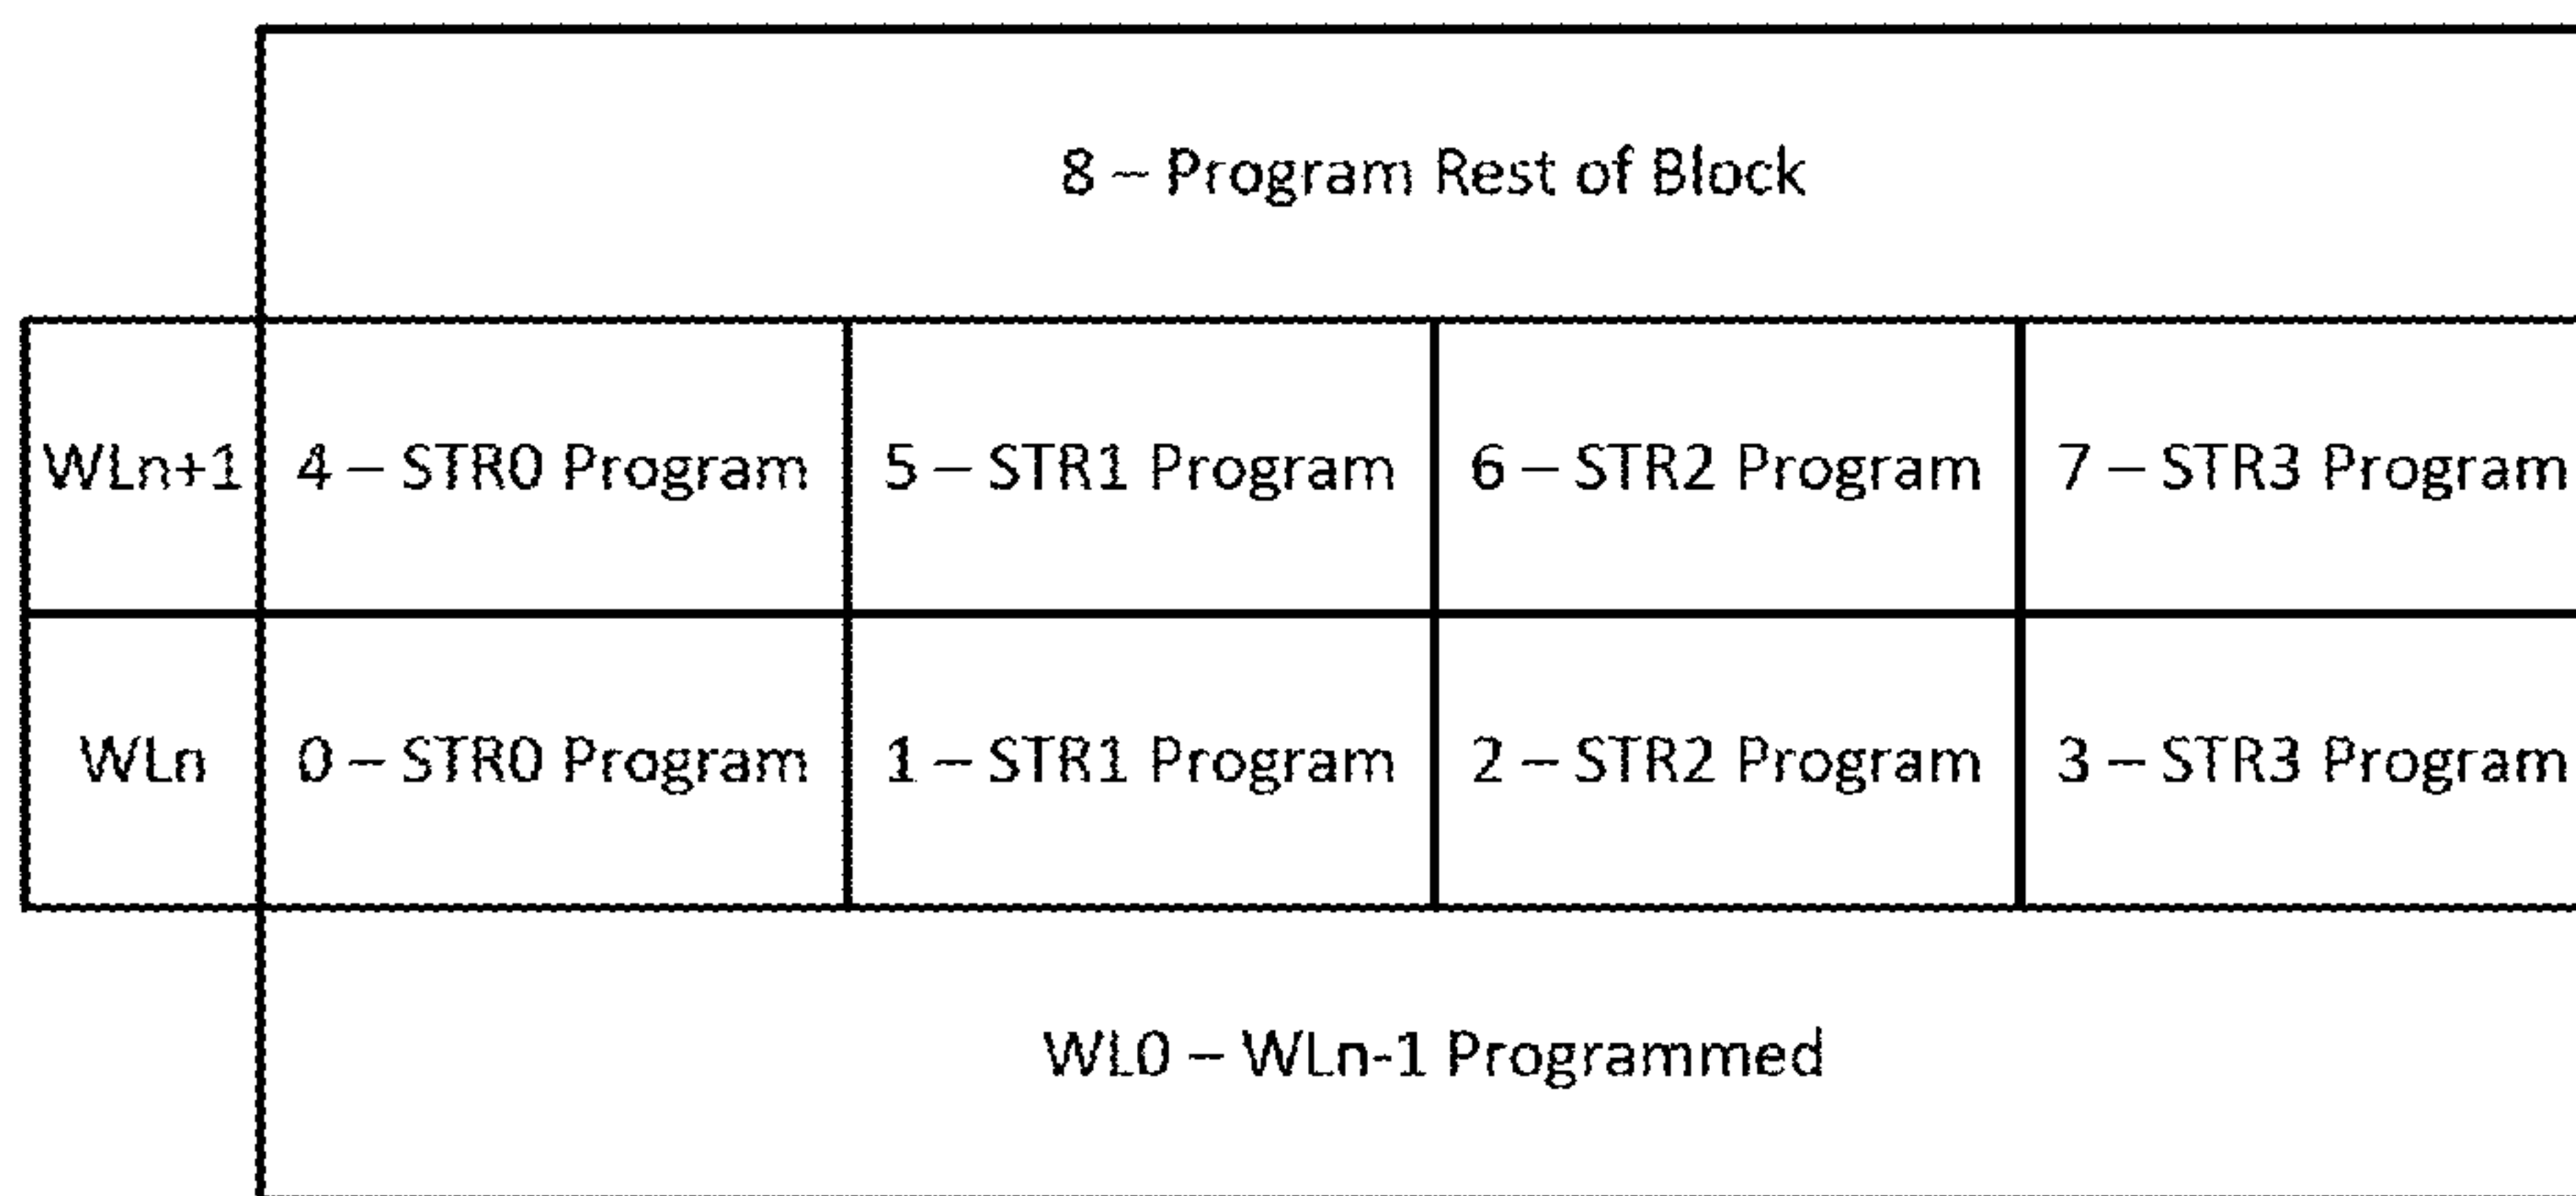 8 – Program Rest of Block
WLn+1 4 – STR0 Program 5 – STR1 Program 6 – STR2 Program 7 – STR3 Program
WLn 0 – STR0 Program 1 – STR1 Program 2 – STR2 Program 3 – STR3 Program
WL0 – WLn-1 Programmed